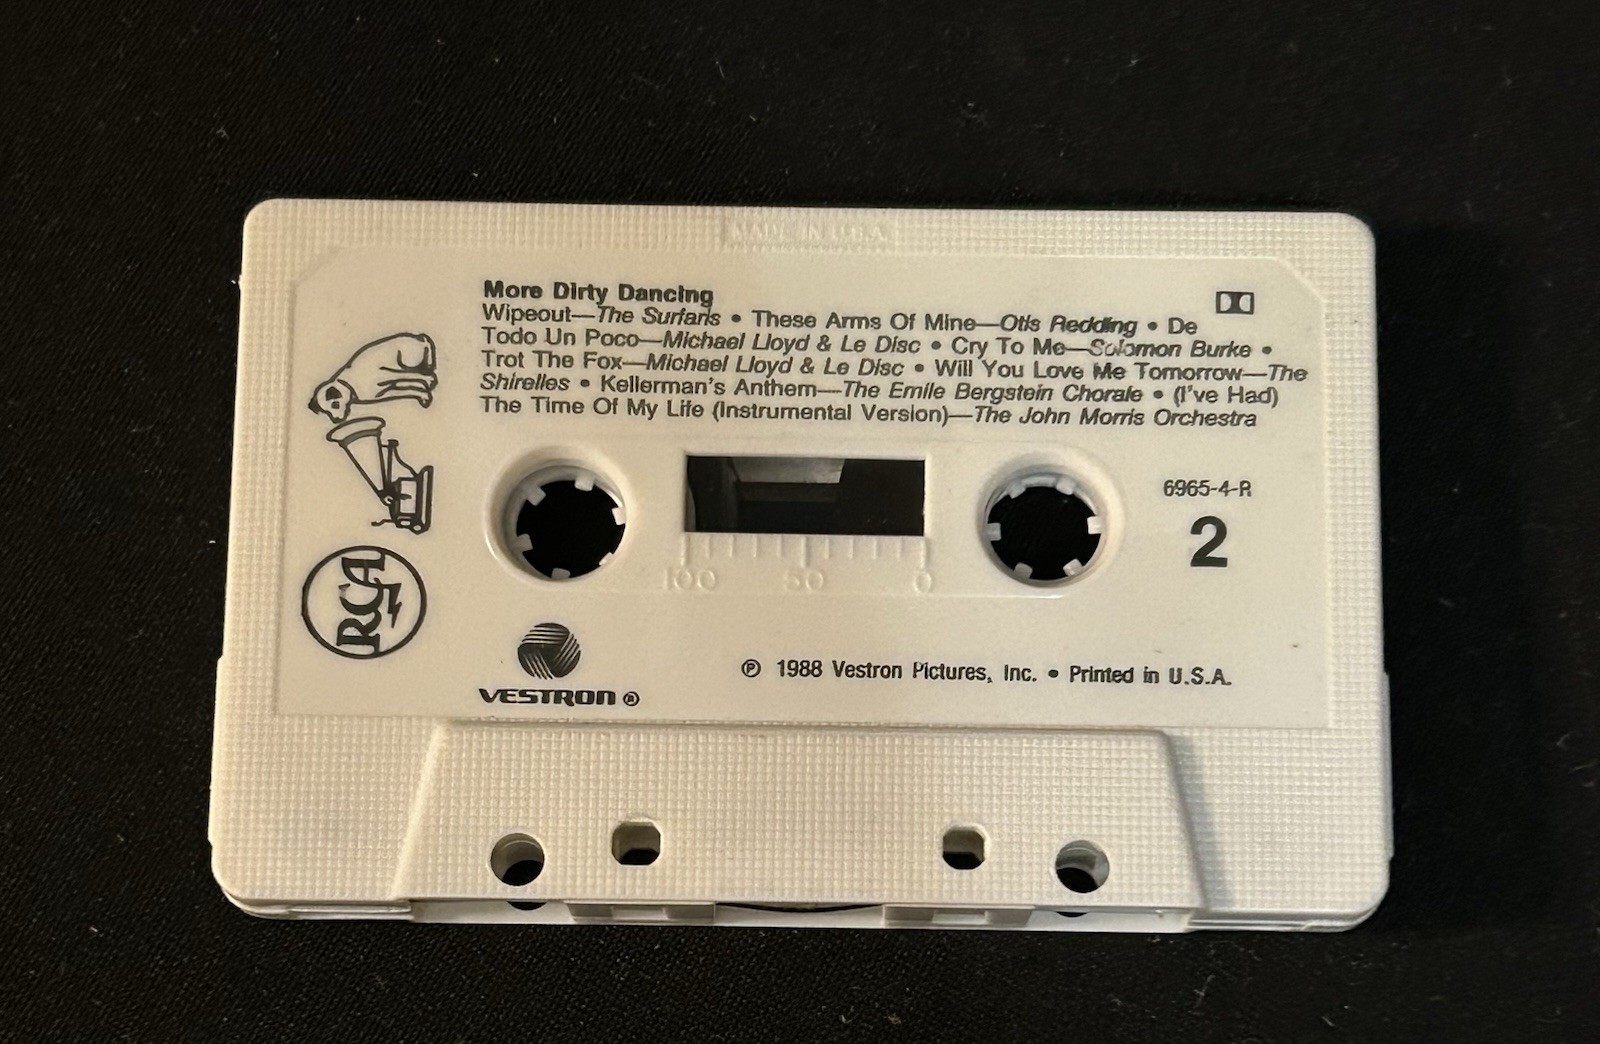 MADE IN U.S.A.
More Dirty Dancing
Wipeout—The Surfaris • These Arms Of Mine—Otis Redding • De
Todo Un Poco—Michael Lloyd & Le Disc • Cry To Me—Solomon Burke •
Trot The Fox—Michael Lloyd & Le Disc • Will You Love Me Tomorrow—The
Shirelles • Kellerman's Anthem—The Emile Bergstein Chorale • (I've Had)
The Time Of My Life (Instrumental Version)—The John Morris Orchestra
6965-4-R
2
100 50 0
RCA
VESTRON ®
℗ 1988 Vestron Pictures, Inc. • Printed in U.S.A.